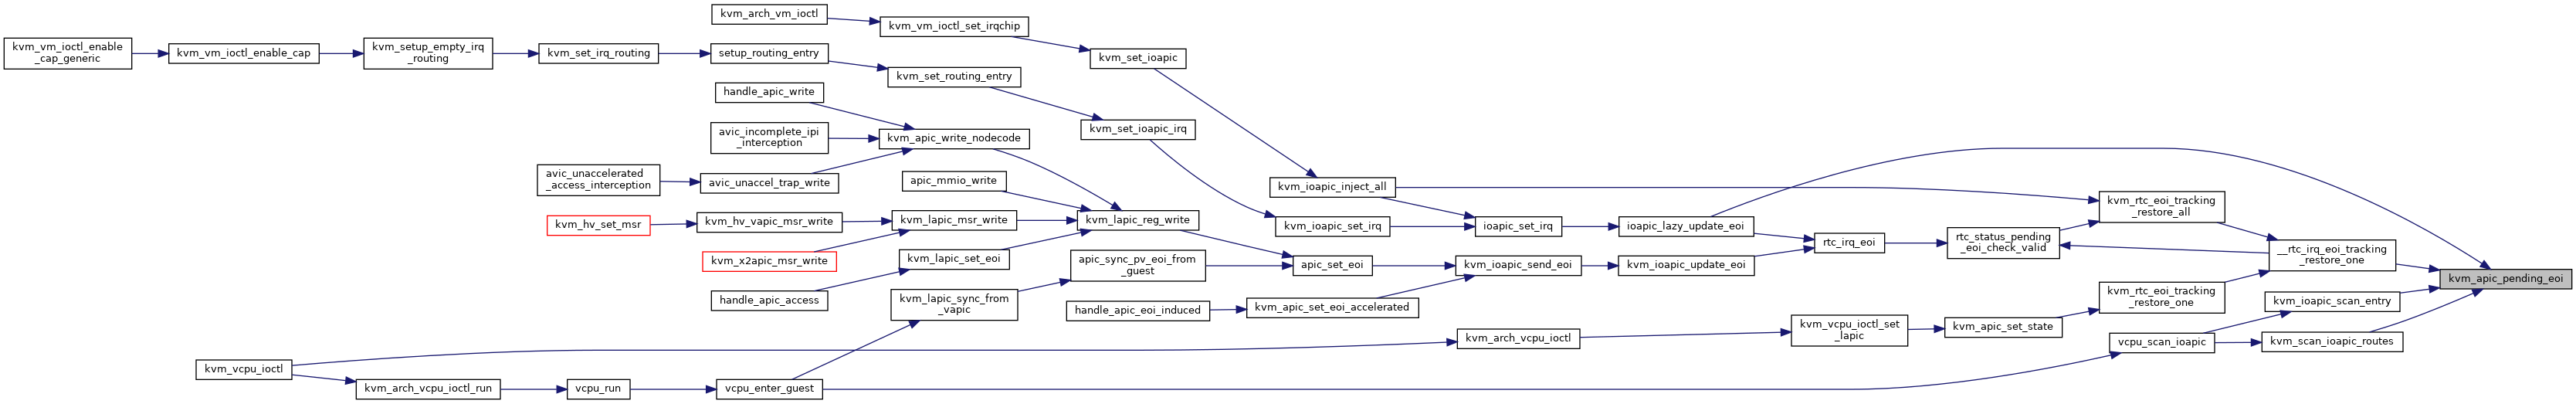 kvm_arch_vm_ioctl
kvm_vm_ioctl_set_irqchip
kvm_vm_ioctl_enable
_cap_generic
kvm_vm_ioctl_enable_cap
kvm_setup_empty_irq
_routing
kvm_set_irq_routing
setup_routing_entry
kvm_set_ioapic
kvm_set_routing_entry
handle_apic_write
kvm_set_ioapic_irq
avic_incomplete_ipi
_interception
kvm_apic_write_nodecode
avic_unaccelerated
_access_interception
avic_unaccel_trap_write
apic_mmio_write
kvm_ioapic_inject_all
kvm_rtc_eoi_tracking
_restore_all
kvm_hv_set_msr
kvm_hv_vapic_msr_write
kvm_lapic_msr_write
kvm_lapic_reg_write
kvm_ioapic_set_irq
ioapic_set_irq
ioapic_lazy_update_eoi
rtc_irq_eoi
rtc_status_pending
_eoi_check_valid
__rtc_irq_eoi_tracking
_restore_one
kvm_x2apic_msr_write
kvm_lapic_set_eoi
apic_sync_pv_eoi_from
_guest
apic_set_eoi
kvm_ioapic_send_eoi
kvm_ioapic_update_eoi
kvm_apic_pending_eoi
handle_apic_access
kvm_lapic_sync_from
_vapic
handle_apic_eoi_induced
kvm_apic_set_eoi_accelerated
kvm_rtc_eoi_tracking
_restore_one
kvm_ioapic_scan_entry
kvm_arch_vcpu_ioctl
kvm_vcpu_ioctl_set
_lapic
kvm_apic_set_state
vcpu_scan_ioapic
kvm_scan_ioapic_routes
kvm_vcpu_ioctl
kvm_arch_vcpu_ioctl_run
vcpu_run
vcpu_enter_guest